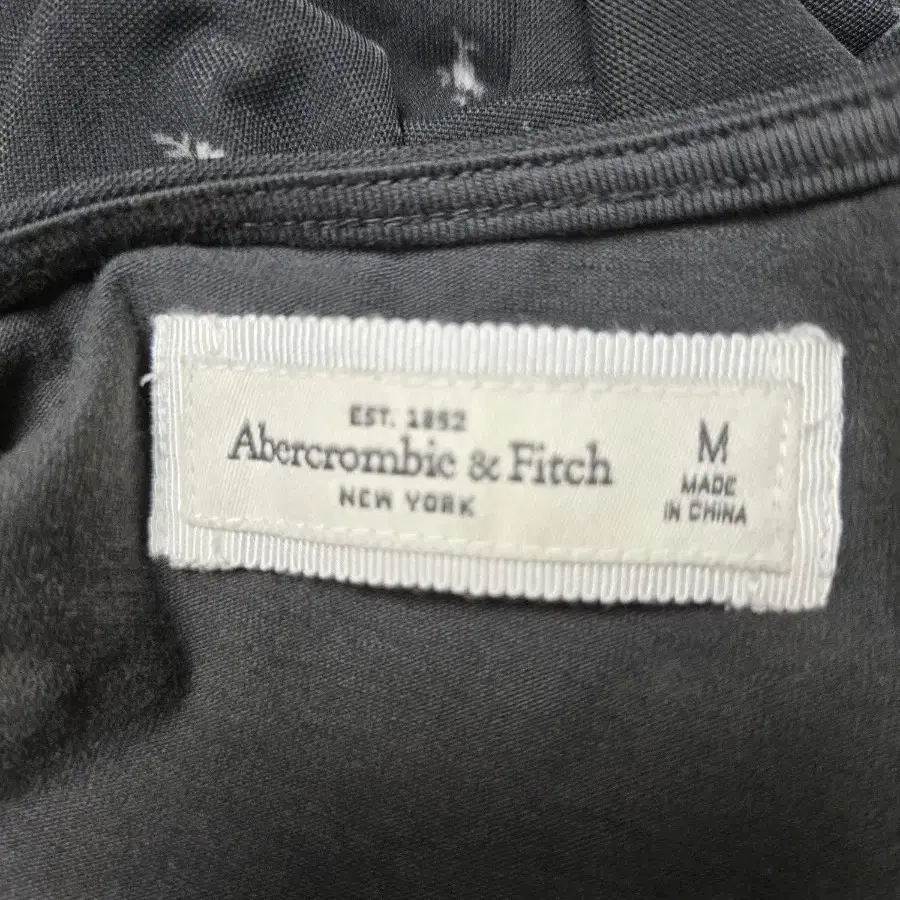 EST. 1892
Abercrombie & Fitch
NEW YORK
M
MADE
IN CHINA